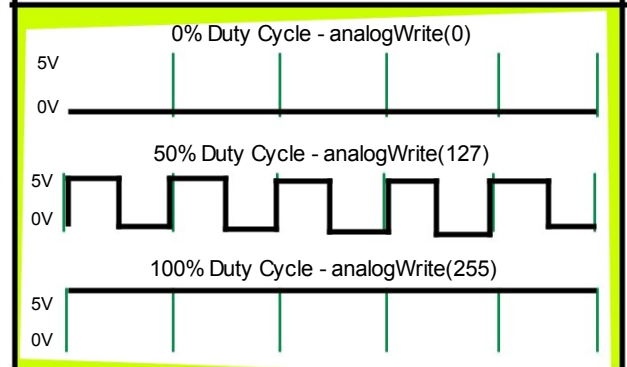 0% Duty Cycle - analogWrite(0)
5V
0V
50% Duty Cycle - analogWrite(127)
5V
0V
100% Duty Cycle - analogWrite(255)
5V
0V